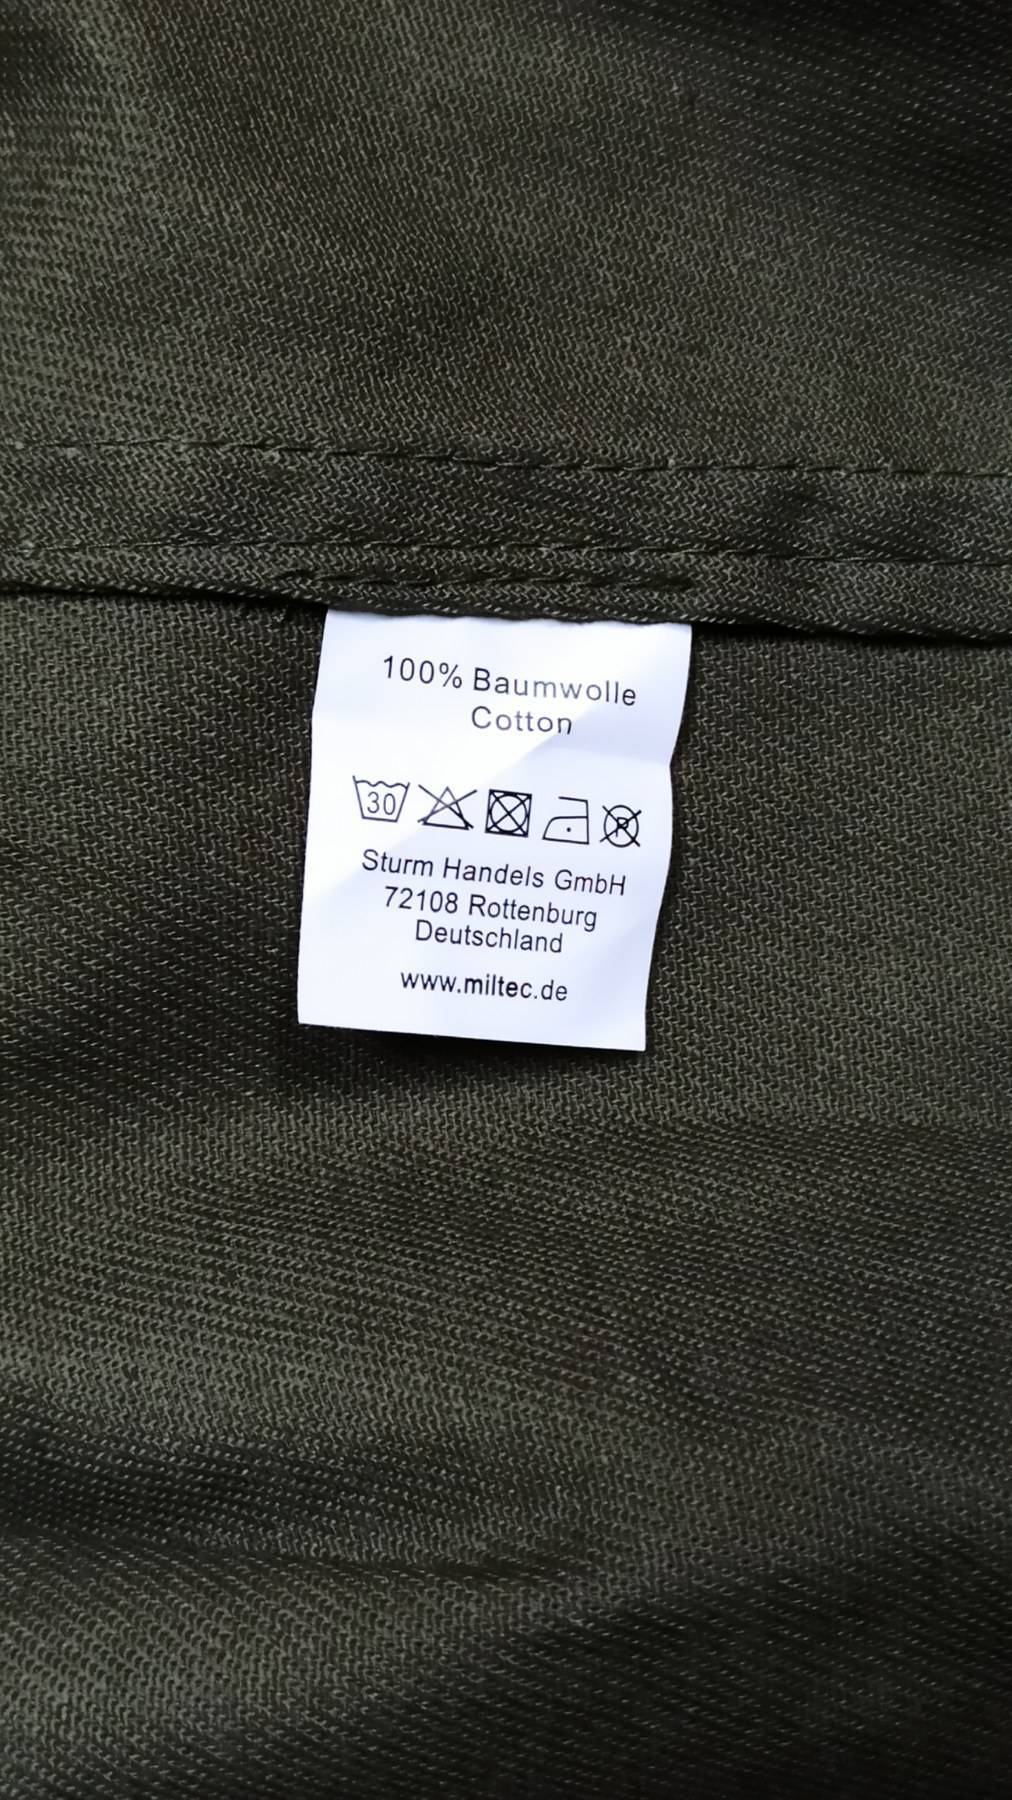 100% Baumwolle
Cotton
30
Sturm Handels GmbH
72108 Rottenburg
Deutschland
www.miltec.de